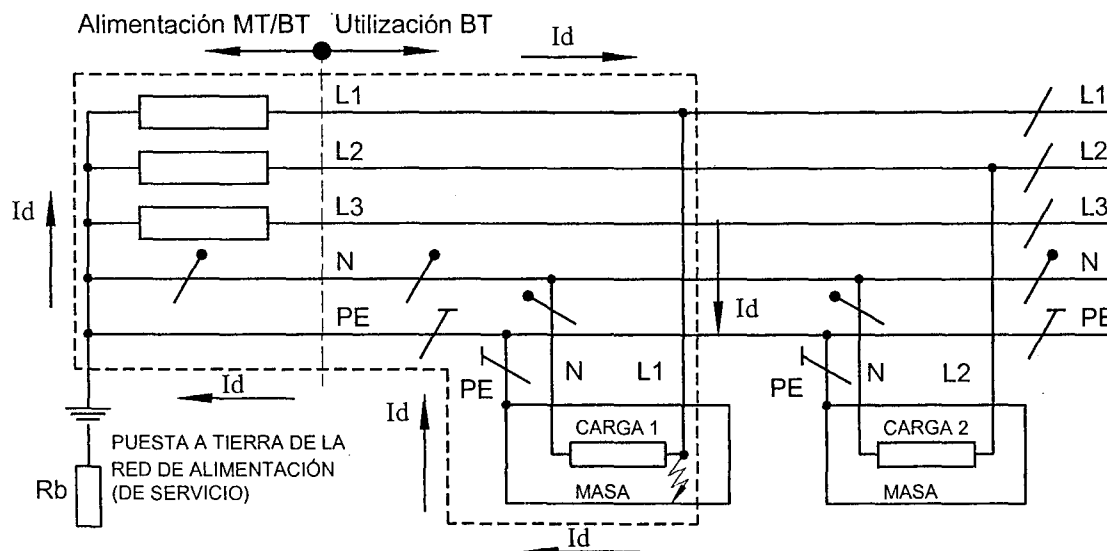 Alimentación MT/BT Utilización BT
Id
L1 L1
L2 L2
Id
L3 L3
N N
Id
PE PE
PE N L1 PE N L2
Id
Id
CARGA 1 CARGA 2
PUESTA A TIERRA DE LA
RED DE ALIMENTACIÓN
(DE SERVICIO)
Rb
MASA MASA
Id